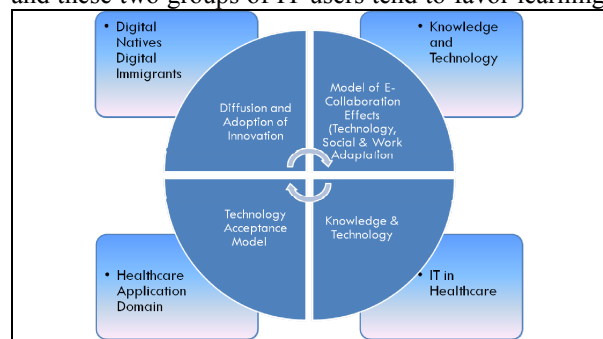 and these two groups of IT users tend to favor learning
• Digital
Natives
Digital
Immigrants
• Knowledge
and
Technology
Diffusion and
Adoption of
Innovation
Model of E-
Collaboration
Effects
(Technology,
Social & Work
Adaptation
Technology
Acceptance
Model
Knowledge &
Technology
• Healthcare
Application
Domain
• IT in
Healthcare